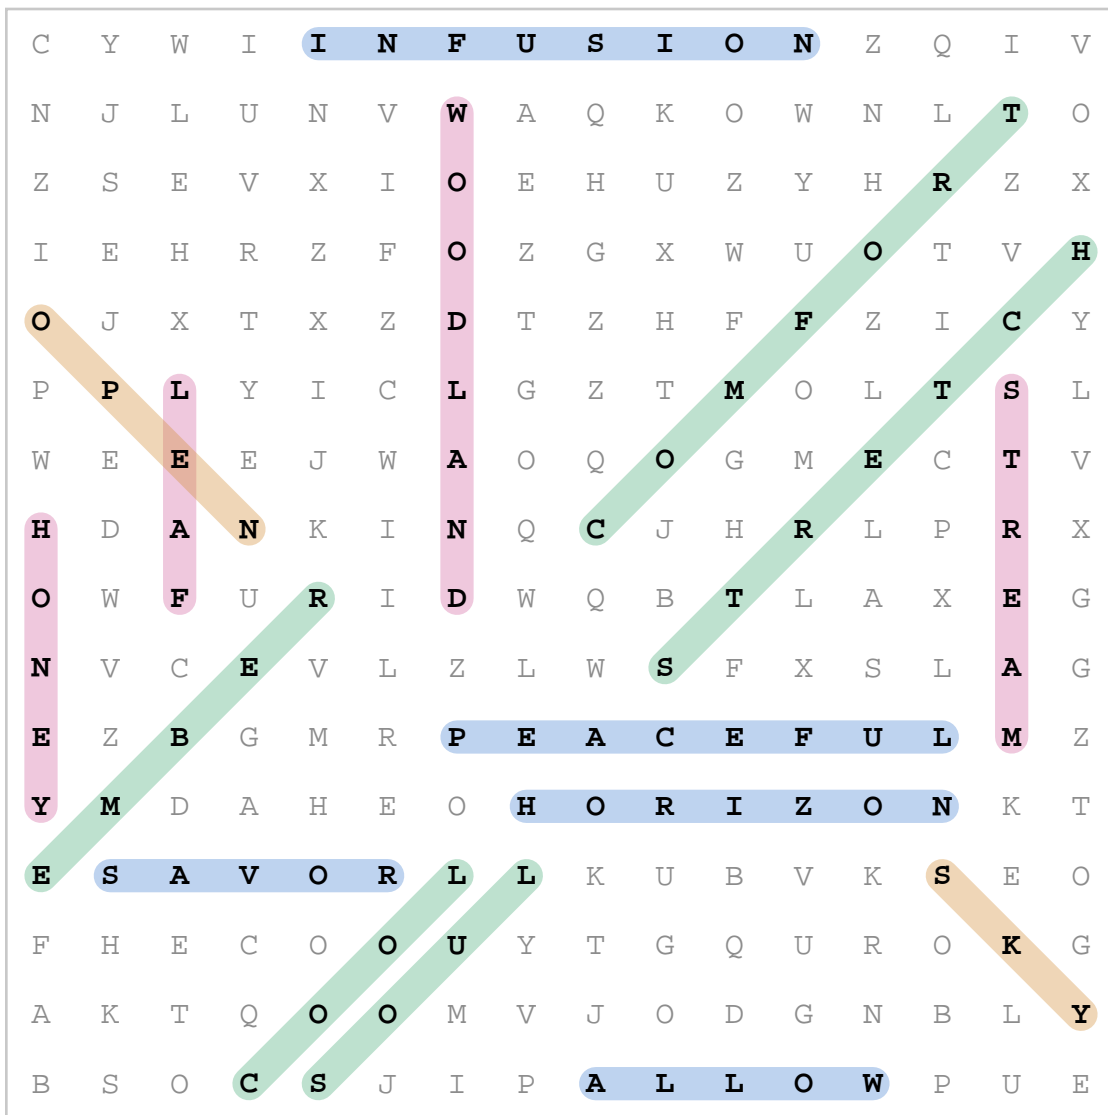 C Y W I I N F U S I O N Z Q I V
N J L U N V W A Q K O W N L T O
Z S E V X I O E H U Z Y H R Z X
I E H R Z F O Z G X W U O T V H
O J X T X Z D T Z H F F Z I C Y
P P L Y I C L G Z T M O L T S L
W E E E J W A O Q O G M E C T V
H D A N K I N Q C J H R L P R X
O W F U R I D W Q B T L A X E G
N V C E V L Z L W S F X S L A G
E Z B G M R P E A C E F U L M Z
Y M D A H E O H O R I Z O N K T
E S A V O R L L K U B V K S E O
F H E C O O U Y T G Q U R O K G
A K T Q O O M V J O D G N B L Y
B S O C S J I P A L L O W P U E